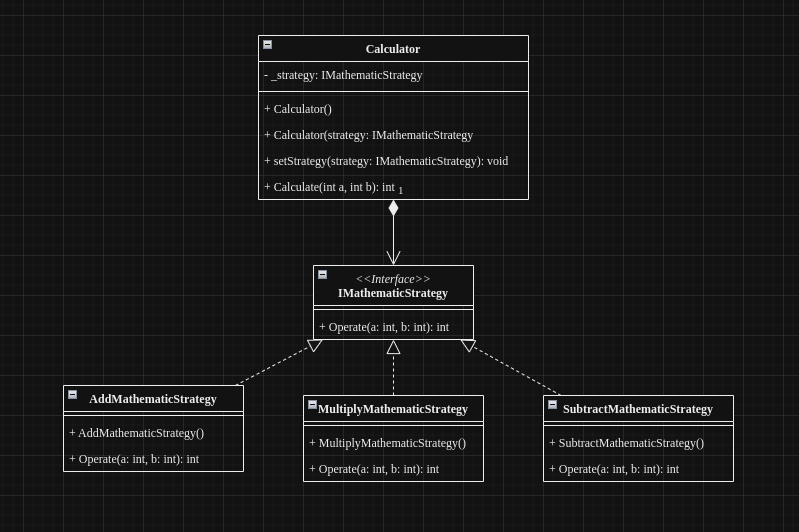 Calculator
- _strategy: IMathematicStrategy
+ Calculator()
+ Calculator(strategy: IMathematicStrategy
+ setStrategy(strategy: IMathematicStrategy): void
+ Calculate(int a, int b): int
1
<<Interface>>
IMathematicStrategy
+ Operate(a: int, b: int): int
AddMathematicStrategy
+ AddMathematicStrategy()
+ Operate(a: int, b: int): int
MultiplyMathematicStrategy
+ MultiplyMathematicStrategy()
+ Operate(a: int, b: int): int
SubtractMathematicStrategy
+ SubtractMathematicStrategy()
+ Operate(a: int, b: int): int